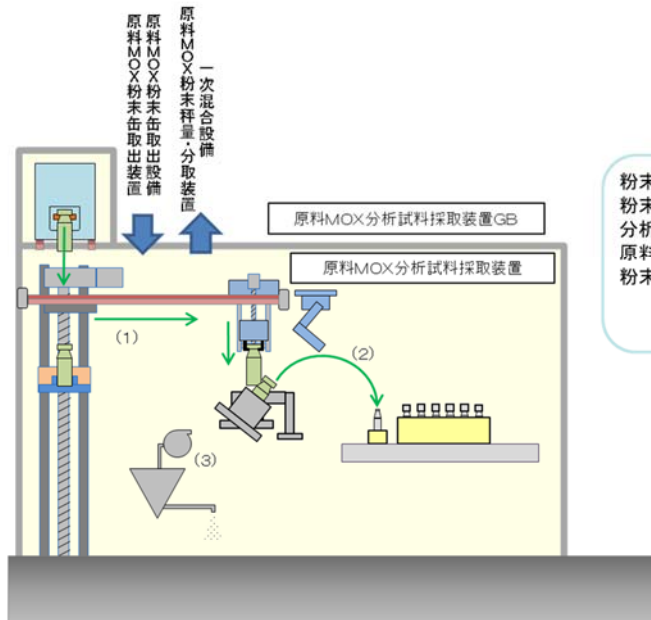 原料MOX粉末缶取出設備
原料MOX粉末缶取出装置
一次混合設備
原料MOX粉末秤量・分取装置
原料MOX分析試料採取装置GB
原料MOX分析試料採取装置
(1)
(2)
(3)
粉末
粉末
分析
原料
粉末